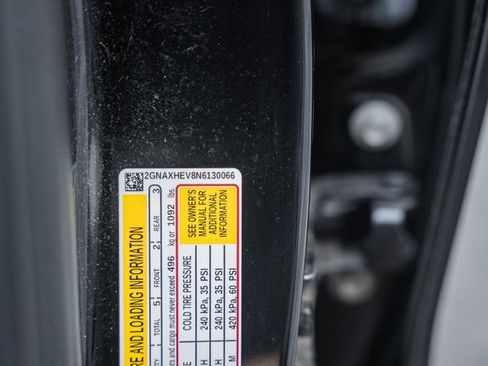 2GNAXHEV8N6130066
RE AND LOADING INFORMATION
TY TOTAL 5 FRONT 2 REAR 3
nts and cargo must never exceed 496 kg or 1092 lbs.
SEE OWNER'S
MANUAL FOR
ADDITIONAL
INFORMATION
COLD TIRE PRESSURE
240 kPa, 35 PSI
240 kPa, 35 PSI
420 kPa, 60 PSI
H
H
M